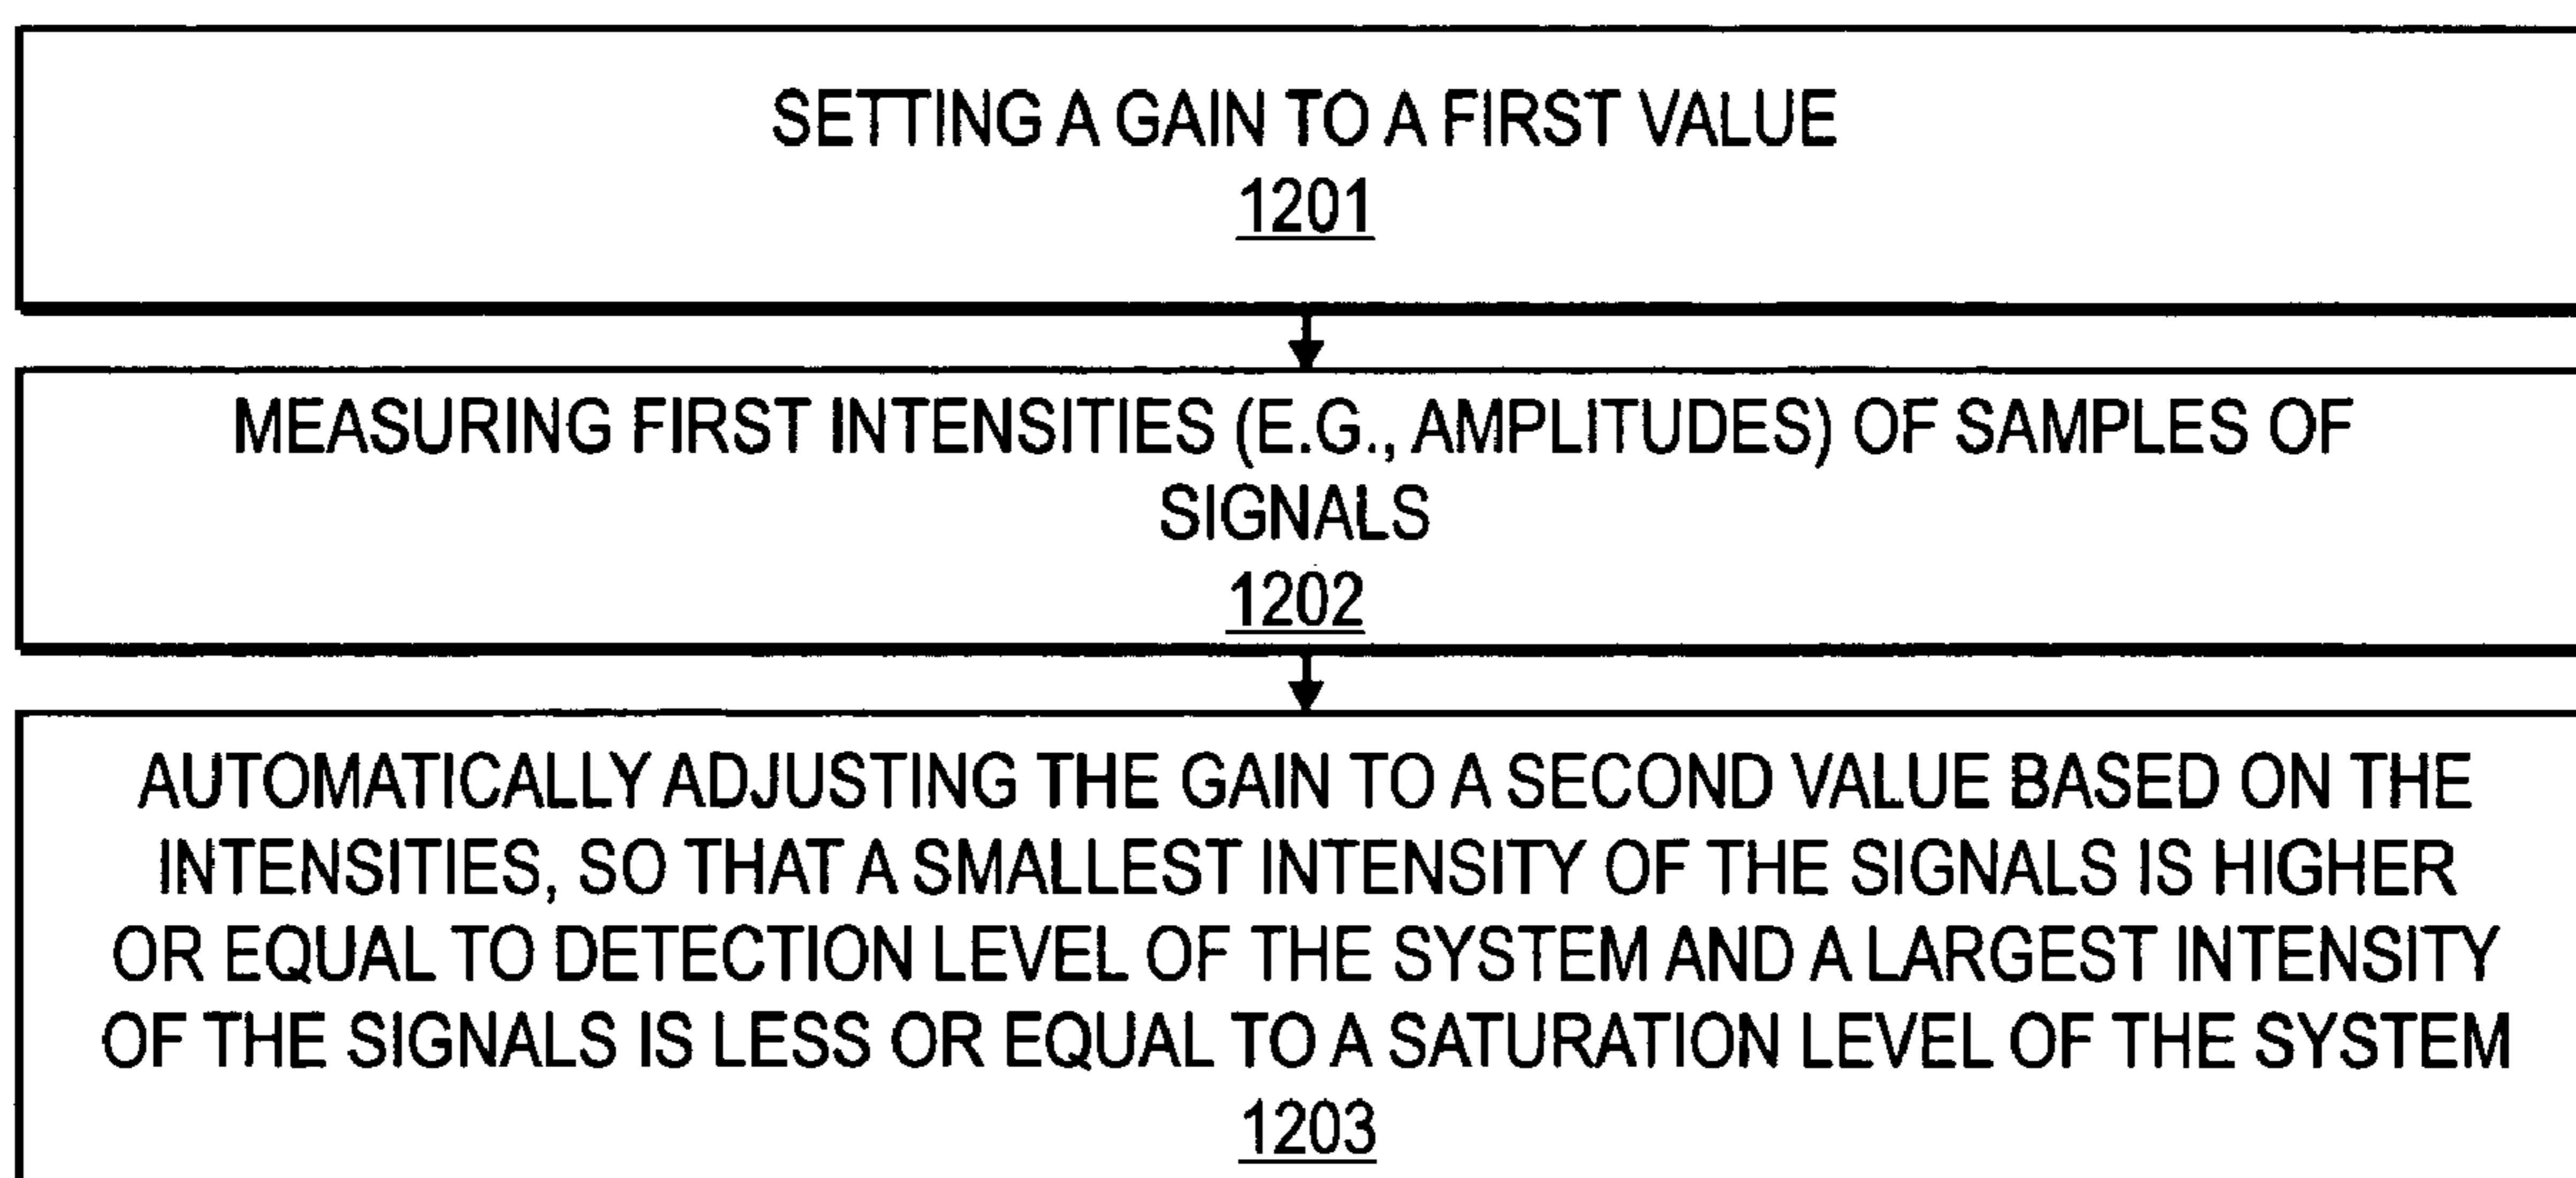 SETTING A GAIN TO A FIRST VALUE
1201
MEASURING FIRST INTENSITIES (E.G., AMPLITUDES) OF SAMPLES OF
SIGNALS
1202
AUTOMATICALLY ADJUSTING THE GAIN TO A SECOND VALUE BASED ON THE
INTENSITIES, SO THAT A SMALLEST INTENSITY OF THE SIGNALS IS HIGHER
OR EQUAL TO DETECTION LEVEL OF THE SYSTEM AND A LARGEST INTENSITY
OF THE SIGNALS IS LESS OR EQUAL TO A SATURATION LEVEL OF THE SYSTEM
1203